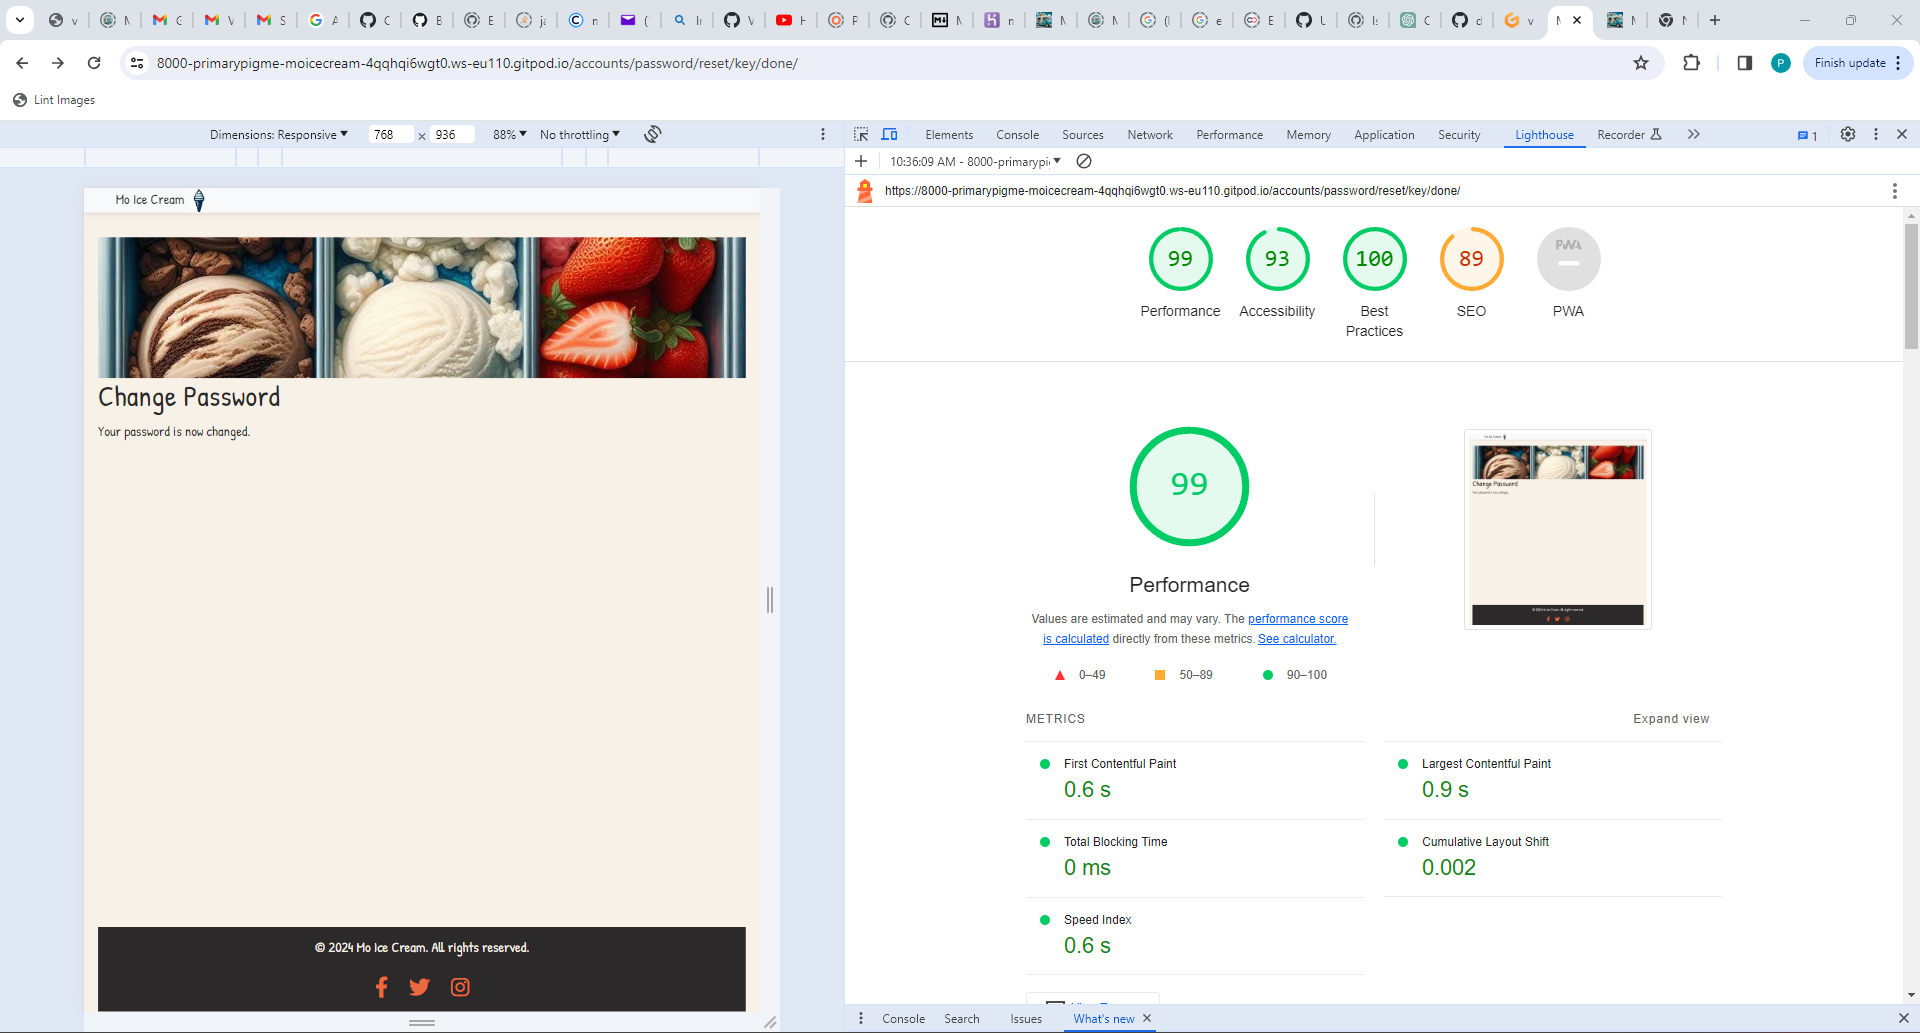 8000-primarypigme-moicecream-4qqhqi6wgt0.ws-eu110.gitpod.io/accounts/password/reset/key/done/
P
Finish update
Lint Images
Dimensions: Responsive 768 x 936 88% No throttling
Elements Console Sources Network Performance Memory Application Security Lighthouse Recorder 1
10:36:09 AM - 8000-primarypi
https://8000-primarypigme-moicecream-4qqhqi6wgt0.ws-eu110.gitpod.io/accounts/password/reset/key/done/
Mo Ice Cream
Change Password
Your password is now changed.
© 2024 Mo Ice Cream. All rights reserved.
99 93 100 89 PWA
Performance Accessibility Best Practices SEO PWA
99
Performance
Values are estimated and may vary. The performance score
is calculated directly from these metrics. See calculator.
0–49 50–89 90–100
Change Password
METRICS Expand view
First Contentful Paint
0.6 s
Largest Contentful Paint
0.9 s
Total Blocking Time
0 ms
Cumulative Layout Shift
0.002
Speed Index
0.6 s
Console Search Issues What's new